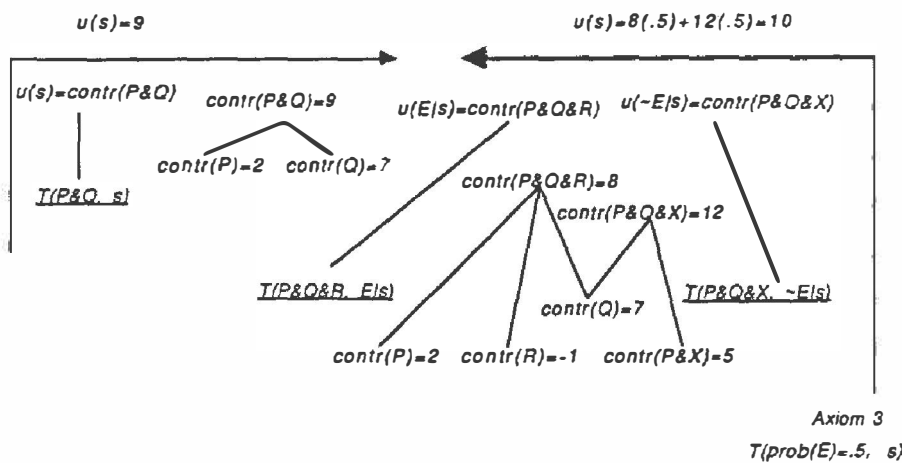 u(s)=9
u(s)=8(.5)+12(.5)=10
u(s)=contr(P&Q)
contr(P&Q)=9
u(E|s)=contr(P&Q&R)
u(~E|s)=contr(P&Q&X)
contr(P)=2
contr(Q)=7
T(P&Q, s)
contr(P&Q&R)=8
contr(P&Q&X)=12
T(P&Q&R, E|s)
contr(Q)=7
T(P&Q&X, ~E|s)
contr(P)=2
contr(R)=-1
contr(P&X)=5
Axiom 3
T(prob(E)=.5, s)